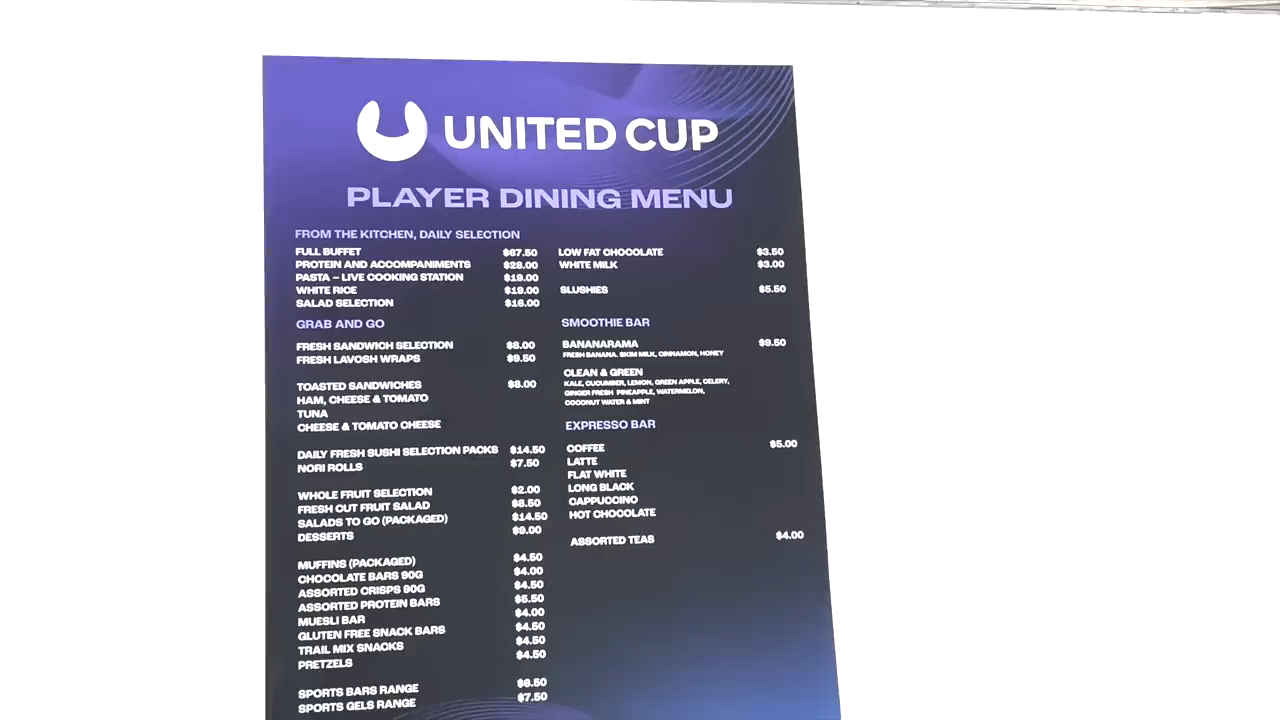 UNITED CUP
PLAYER DINING MENU
FROM THE KITCHEN, DAILY SELECTION
FULL BUFFET $67.50
PROTEIN AND ACCOMPANIMENTS $28.00
PASTA – LIVE COOKING STATION $19.00
WHITE RICE $19.00
SALAD SELECTION $16.00
GRAB AND GO
FRESH SANDWICH SELECTION $8.00
FRESH LAVOSH WRAPS $9.50
TOASTED SANDWICHES $8.00
HAM, CHEESE & TOMATO
TUNA
CHEESE & TOMATO CHEESE
DAILY FRESH SUSHI SELECTION PACKS $14.50
NORI ROLLS $7.50
WHOLE FRUIT SELECTION $2.00
FRESH CUT FRUIT SALAD $8.50
SALADS TO GO (PACKAGED) $14.50
DESSERTS $9.00
MUFFINS (PACKAGED) $4.50
CHOCOLATE BARS 90G $4.00
ASSORTED CRISPS 90G $4.50
ASSORTED PROTEIN BARS $5.50
MUESLI BAR $4.00
GLUTEN FREE SNACK BARS $4.50
TRAIL MIX SNACKS $4.50
PRETZELS $4.50
SPORTS BARS RANGE $6.50
SPORTS GELS RANGE $7.50
LOW FAT CHOCOLATE $3.50
WHITE MILK $3.00
SLUSHIES $5.50
SMOOTHIE BAR
BANANARAMA $9.50
FRESH BANANA. SKIM MILK, CINNAMON, HONEY
CLEAN & GREEN
KALE, CUCUMBER, LEMON, GREEN APPLE, CELERY,
GINGER FRESH PINEAPPLE, WATERMELON,
COCONUT WATER & MINT
EXPRESSO BAR
COFFEE $5.00
LATTE
FLAT WHITE
LONG BLACK
CAPPUCCINO
HOT CHOCOLATE
ASSORTED TEAS $4.00